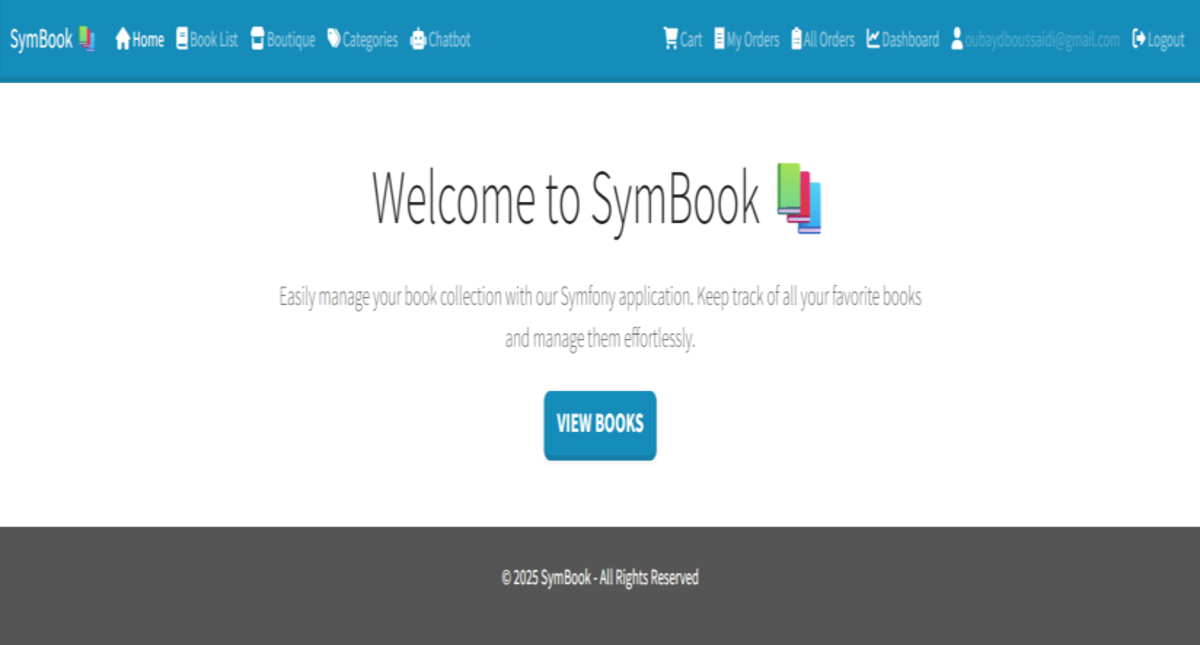 SymBook Home Book List Boutique Categories Chatbot Cart My Orders All Orders Dashboard oubaydboussaidi@gmail.com Logout
Welcome to SymBook
Easily manage your book collection with our Symfony application. Keep track of all your favorite books
and manage them effortlessly.
VIEW BOOKS
© 2025 SymBook - All Rights Reserved